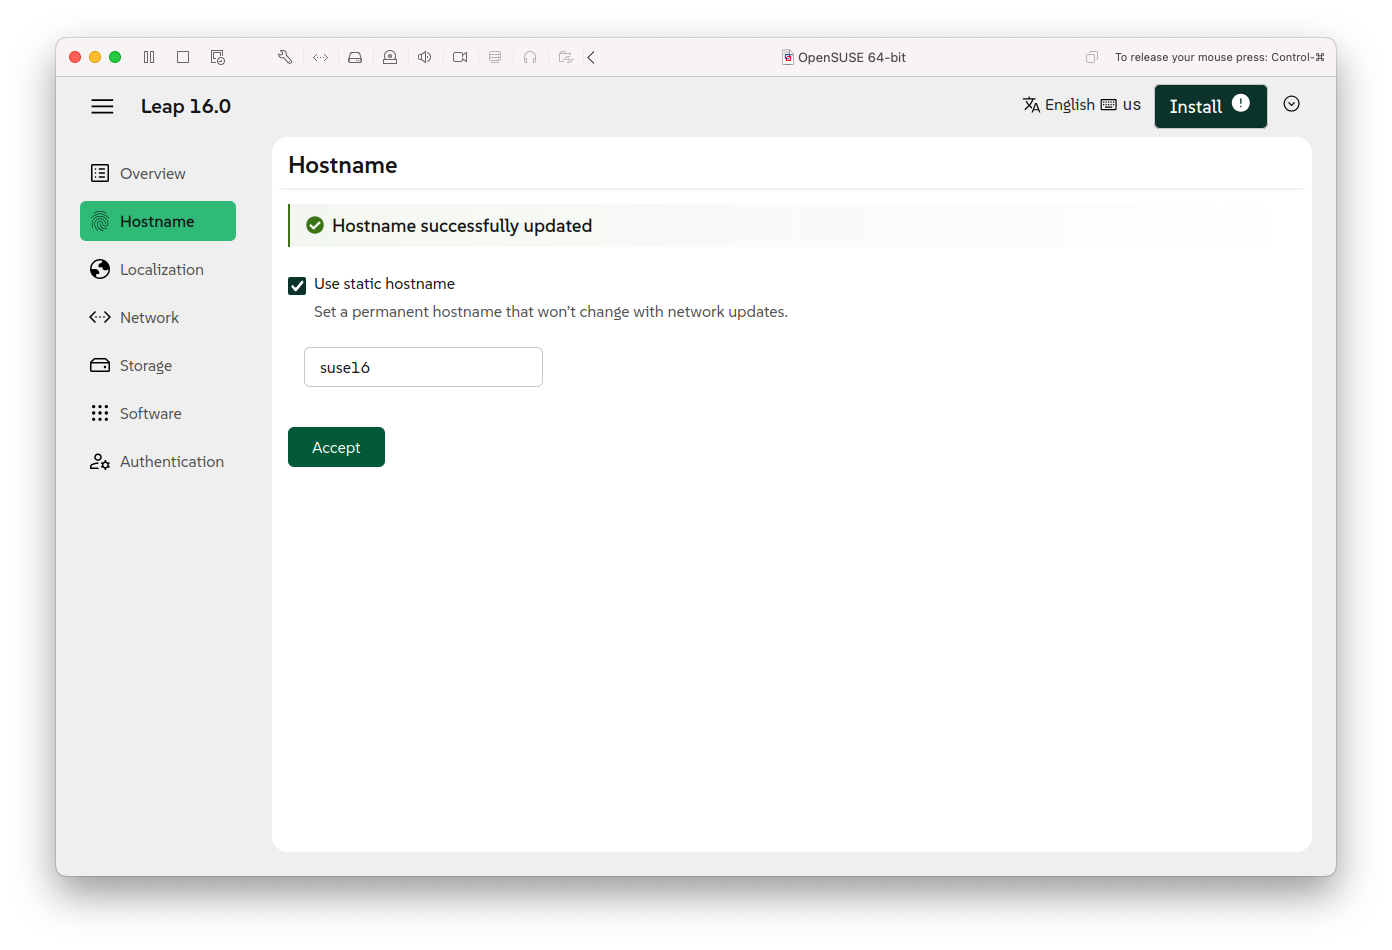 OpenSUSE 64-bit
To release your mouse press: Control-⌘
Leap 16.0
English us
Install
Overview
Hostname
Localization
Network
Storage
Software
Authentication
Hostname
Hostname successfully updated
Use static hostname
Set a permanent hostname that won't change with network updates.
suse16
Accept